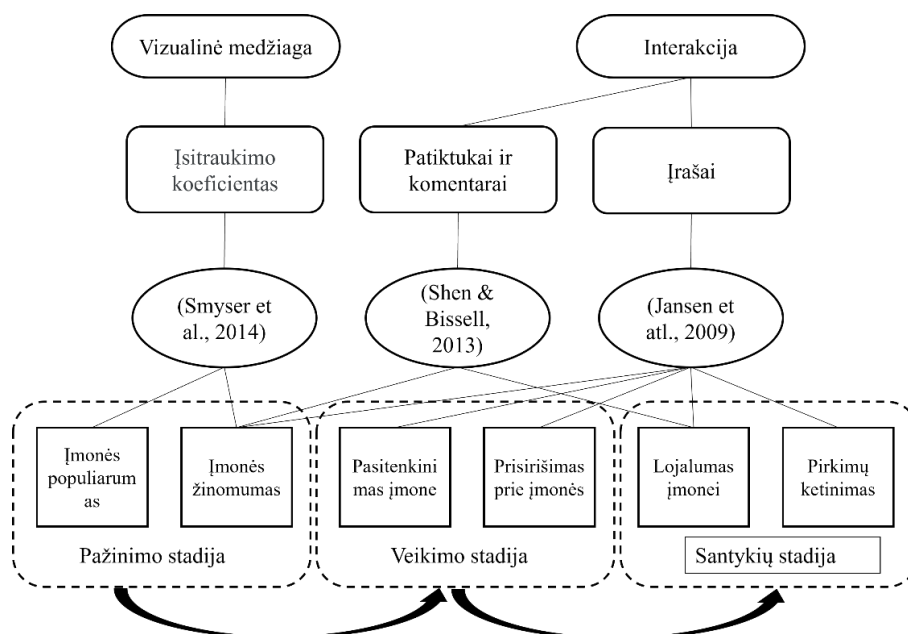 Vizualinė medžiaga
Interakcija
Įsitraukimo
koeficientas
Patiktukai ir
komentarai
Įrašai
(Smyser et
al., 2014)
(Shen &
Bissell,
2013)
(Jansen et
atl., 2009)
Įmonės
populiarum
as
Įmonės
žinomumas
Pasitenkini
mas įmone
Prisirišimas
prie įmonės
Lojalumas
įmonei
Pirkimų
ketinimas
Pažinimo stadija
Veikimo stadija
Santykių stadija